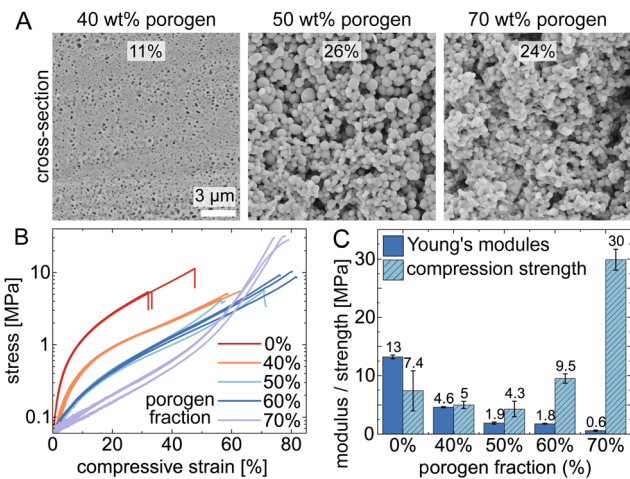 A
40 wt% porogen
50 wt% porogen
70 wt% porogen
cross-section
11%
26%
24%
3 µm
B
stress [MPa]
10
1
0.1
0%
40%
50%
60%
70%
porogen
fraction
0
20
40
60
80
compressive strain [%]
C
modulus / strength [MPa]
30
20
10
0
Young's modules
compression strength
13
7.4
4.6
5
1.9
4.3
1.8
9.5
0.6
30
0%
40%
50%
60%
70%
porogen fraction (%)